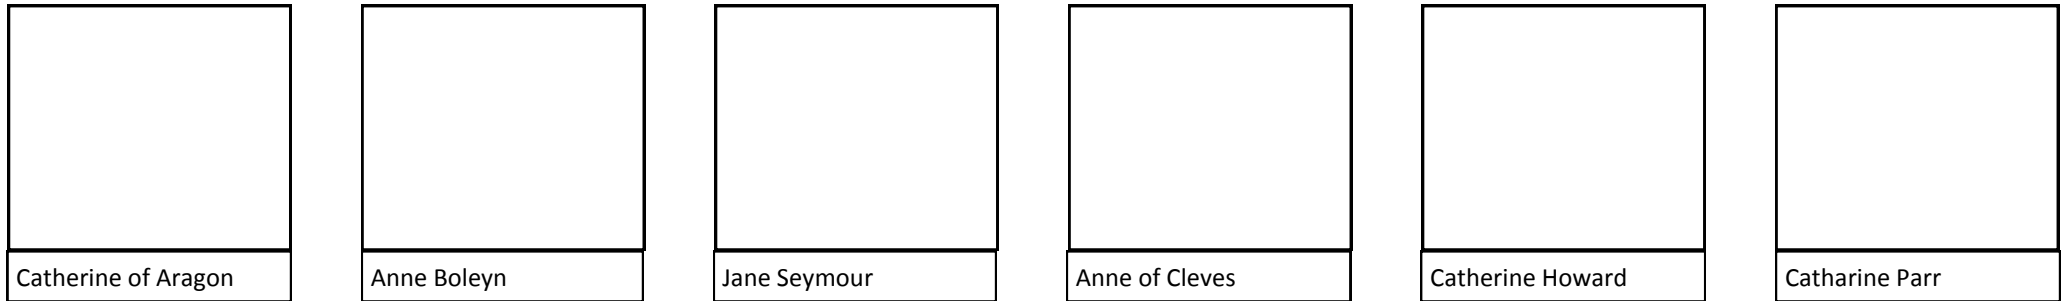 Catherine of Aragon
Anne Boleyn
Jane Seymour
Anne of Cleves
Catherine Howard
Catharine Parr